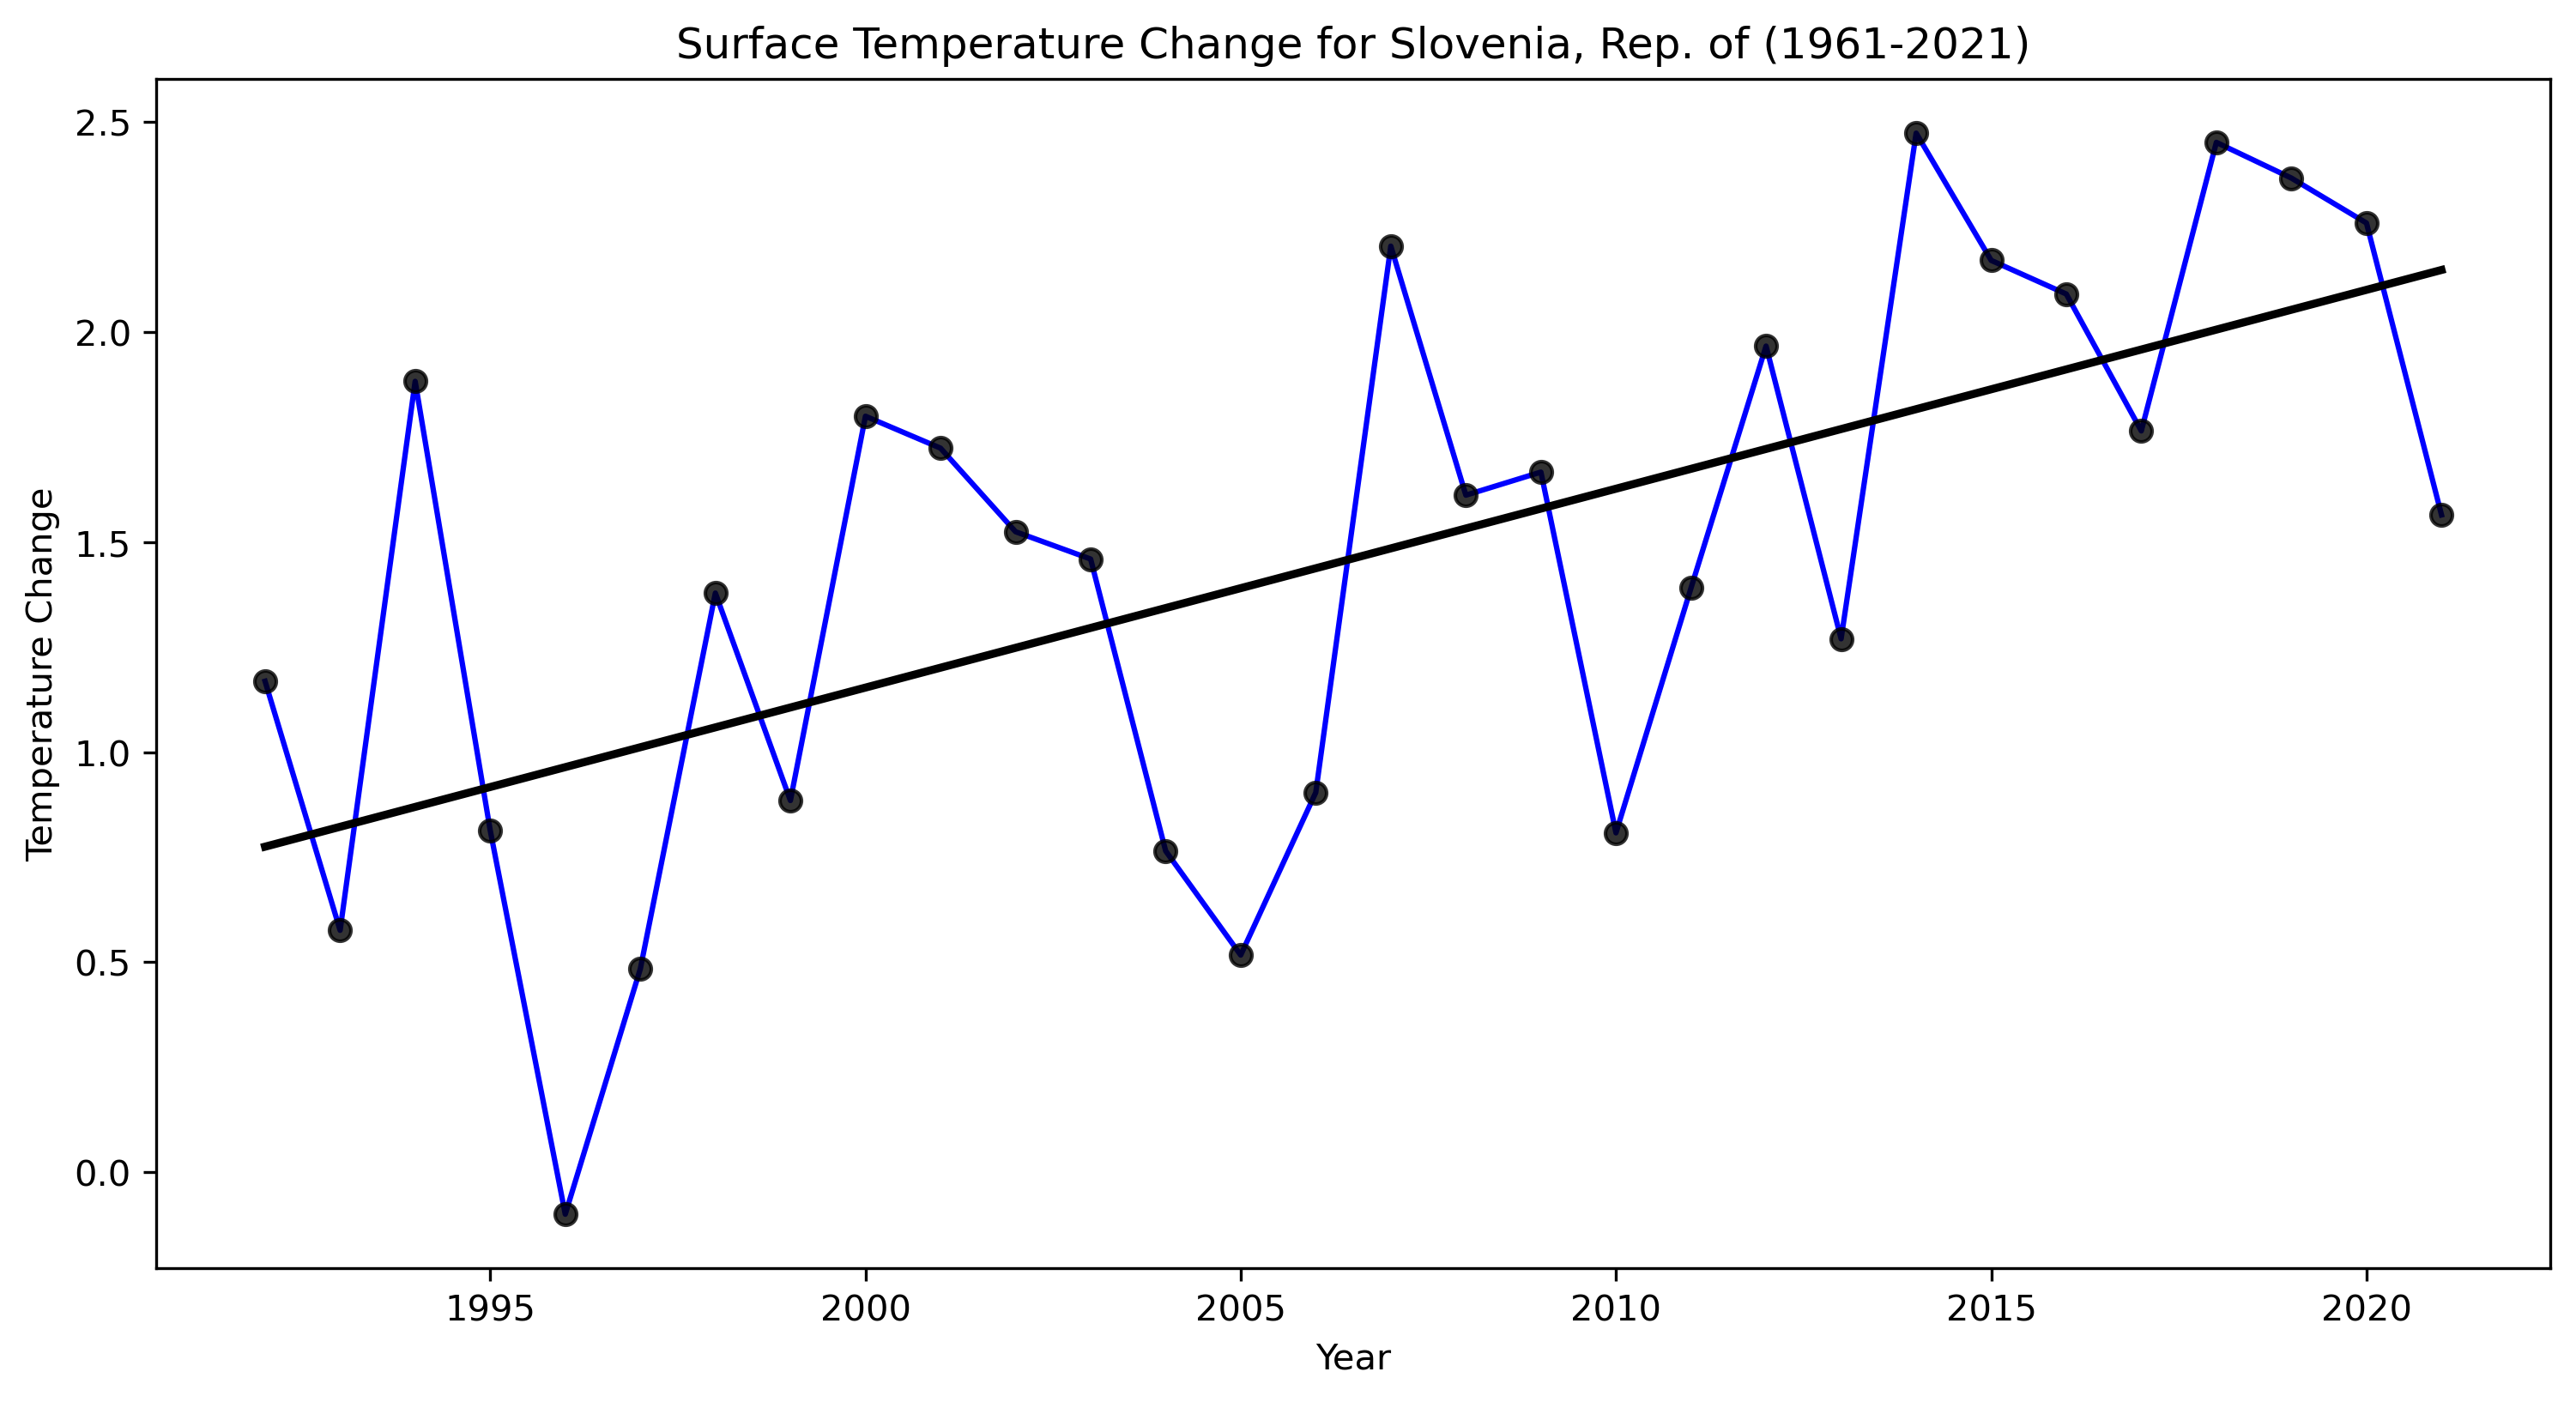 Surface Temperature Change for Slovenia, Rep. of (1961-2021)
Temperature Change
2.5
2.0
1.5
1.0
0.5
0.0
1995 2000 2005 2010 2015 2020
Year